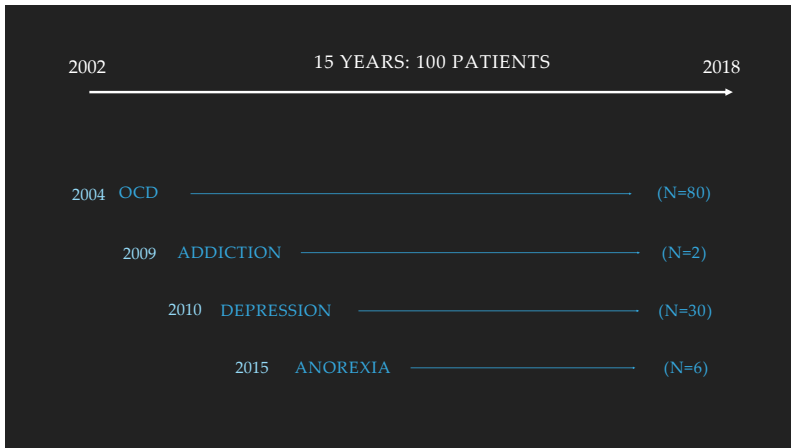 15 YEARS: 100 PATIENTS
2002 2018
2004 OCD (N=80)
2009 ADDICTION (N=2)
2010 DEPRESSION (N=30)
2015 ANOREXIA (N=6)